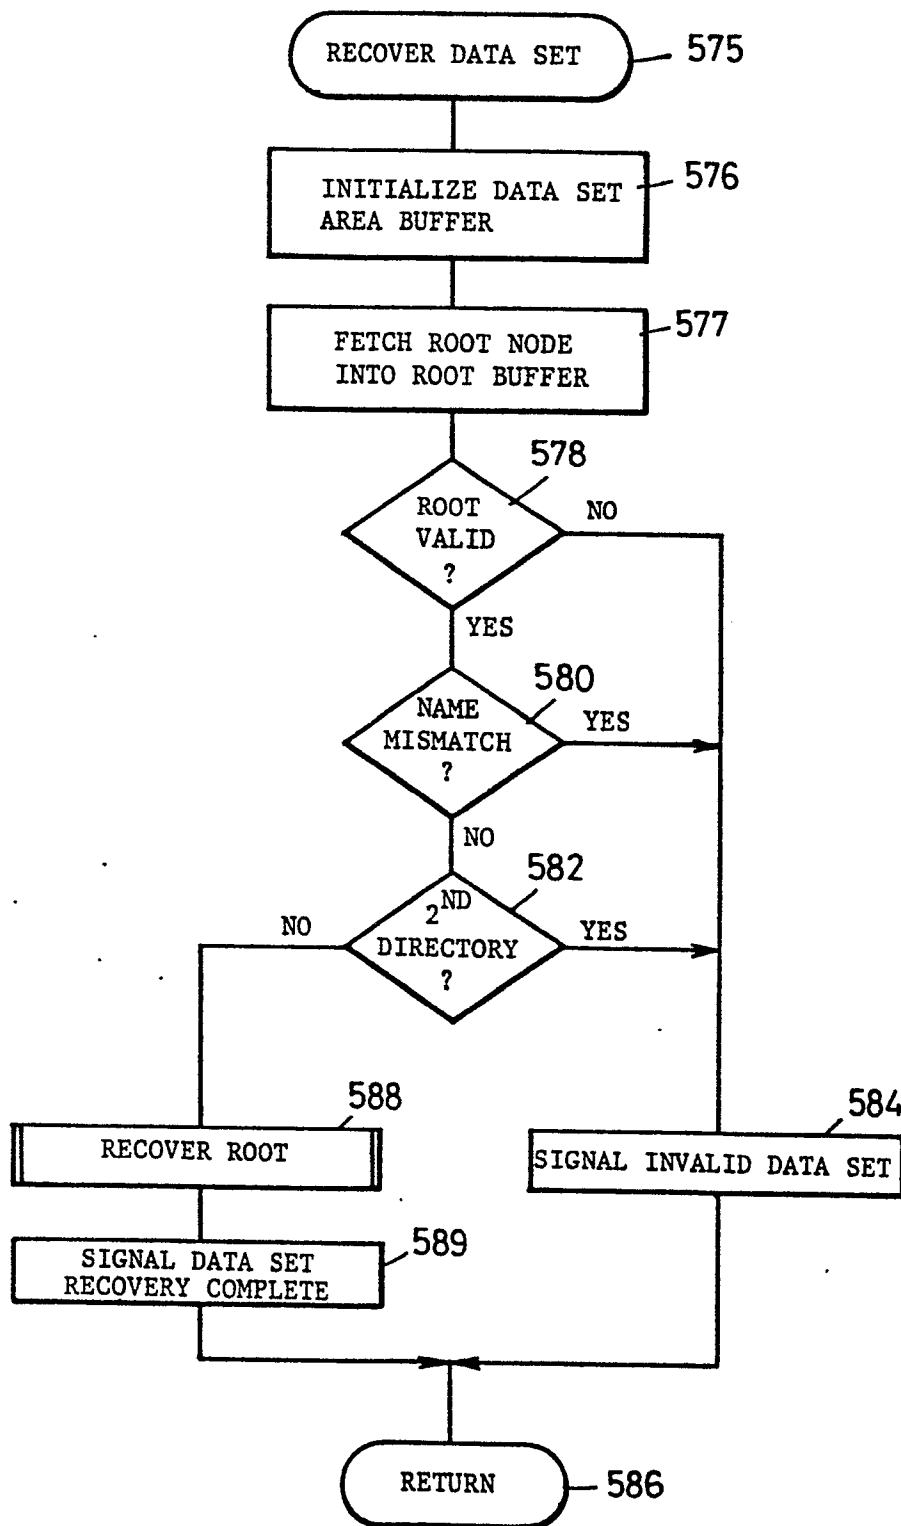 RECOVER DATA SET
575
INITIALIZE DATA SET
AREA BUFFER
576
FETCH ROOT NODE
INTO ROOT BUFFER
577
578
ROOT
VALID
?
NO
YES
580
NAME
MISMATCH
?
YES
NO
582
2ND
DIRECTORY
?
NO
YES
588
RECOVER ROOT
584
SIGNAL INVALID DATA SET
589
SIGNAL DATA SET
RECOVERY COMPLETE
RETURN
586